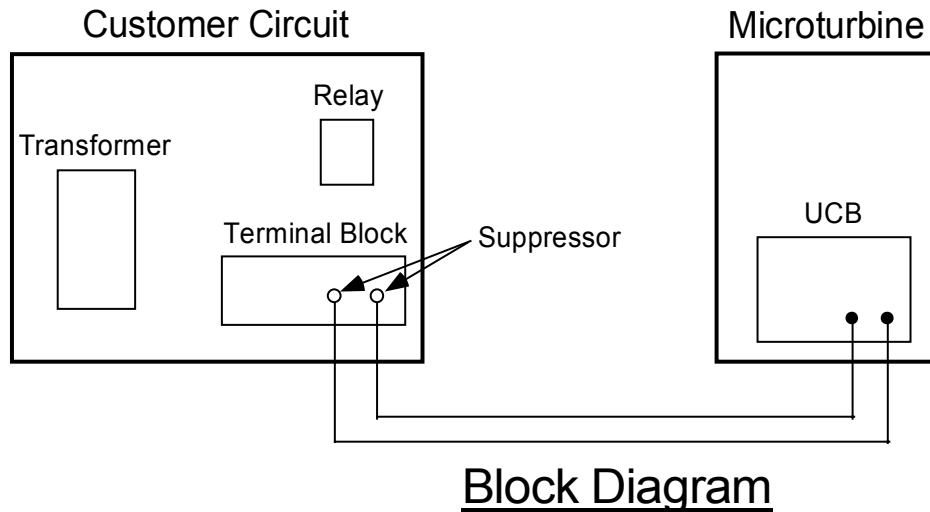 Customer Circuit
Microturbine
Relay
Transformer
UCB
Terminal Block
Suppressor
Block Diagram